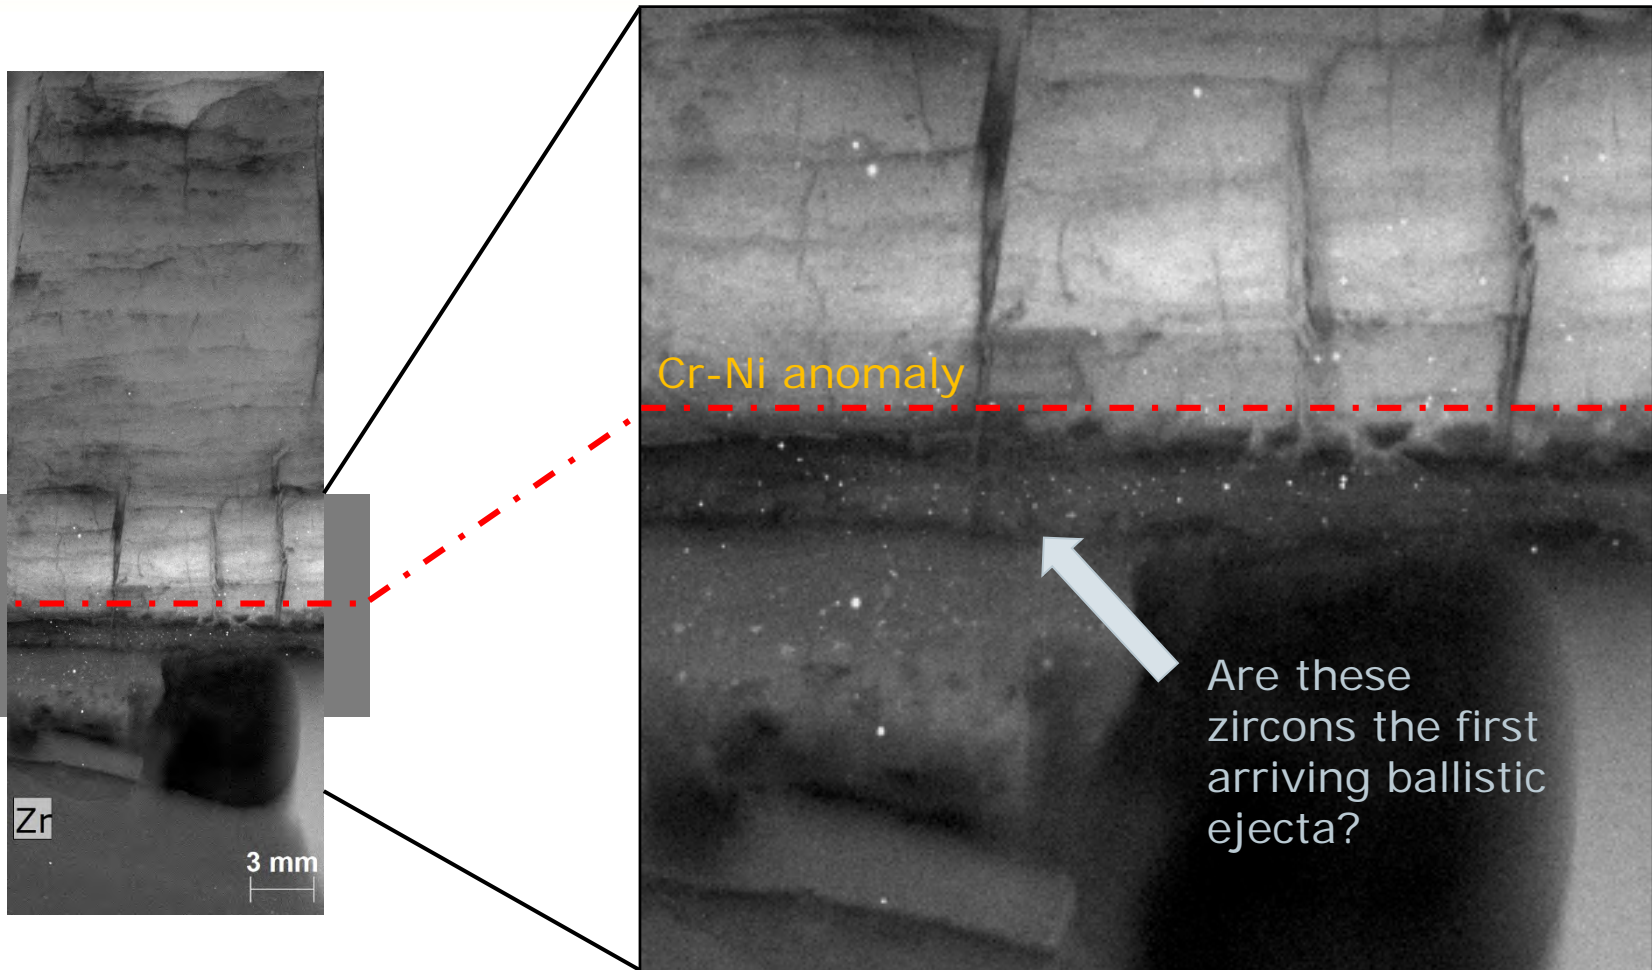 Cr-Ni anomaly
Are these
zircons the first
arriving ballistic
ejecta?
Zr
3 mm